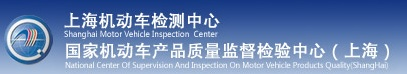 上海机动车检测中心
Shanghai Motor Vehicle Inspection Center
国家机动车产品质量监督检验中心（上海）
National Center Of Supervision And Inspection On Motor Vehicle Products Quality(ShangHai)